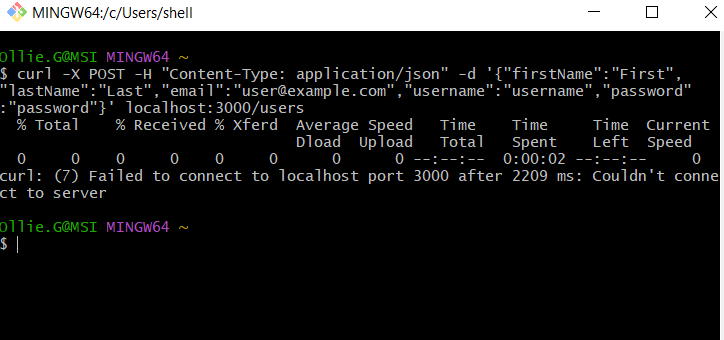 MINGW64:/c/Users/shell
Ollie.G@MSI MINGW64 ~
$ curl -X POST -H "Content-Type: application/json" -d '{"firstName":"First",
"lastName":"Last","email":"user@example.com","username":"username","password"
:"password"}' localhost:3000/users
  % Total    % Received % Xferd  Average Speed   Time    Time     Time  Current
                                 Dload  Upload   Total   Spent    Left  Speed
  0     0    0     0    0     0      0      0 --:--:--  0:00:02 --:--:--     0
curl: (7) Failed to connect to localhost port 3000 after 2209 ms: Couldn't conne
ct to server
Ollie.G@MSI MINGW64 ~
$